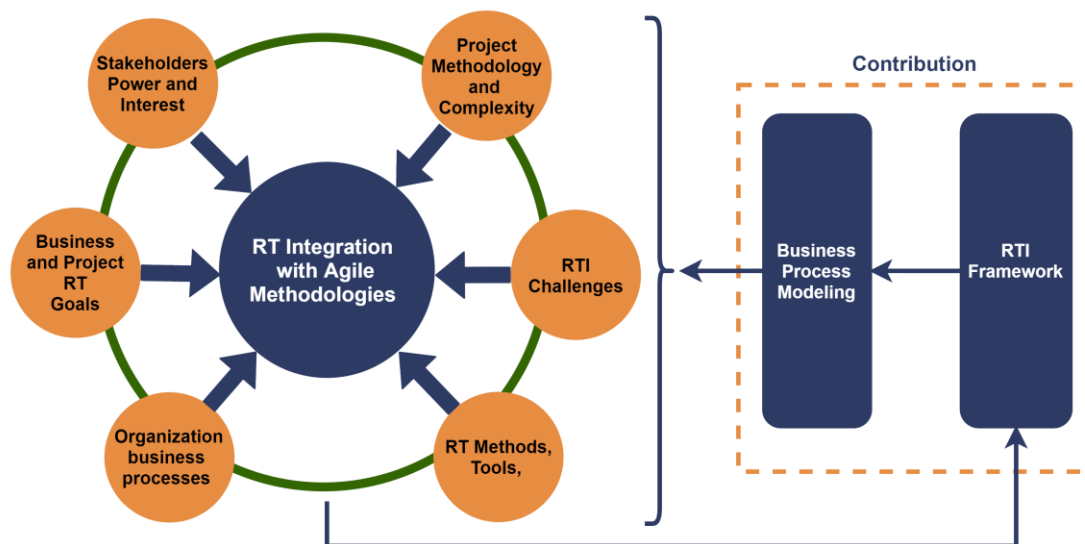 Stakeholders
Power and
Interest
Project
Methodology
and
Complexity
Business
and Project
RT
Goals
RT Integration
with Agile
Methodologies
RTI
Challenges
Organization
business
processes
RT Methods,
Tools,
Contribution
Business
Process
Modeling
RTI
Framework